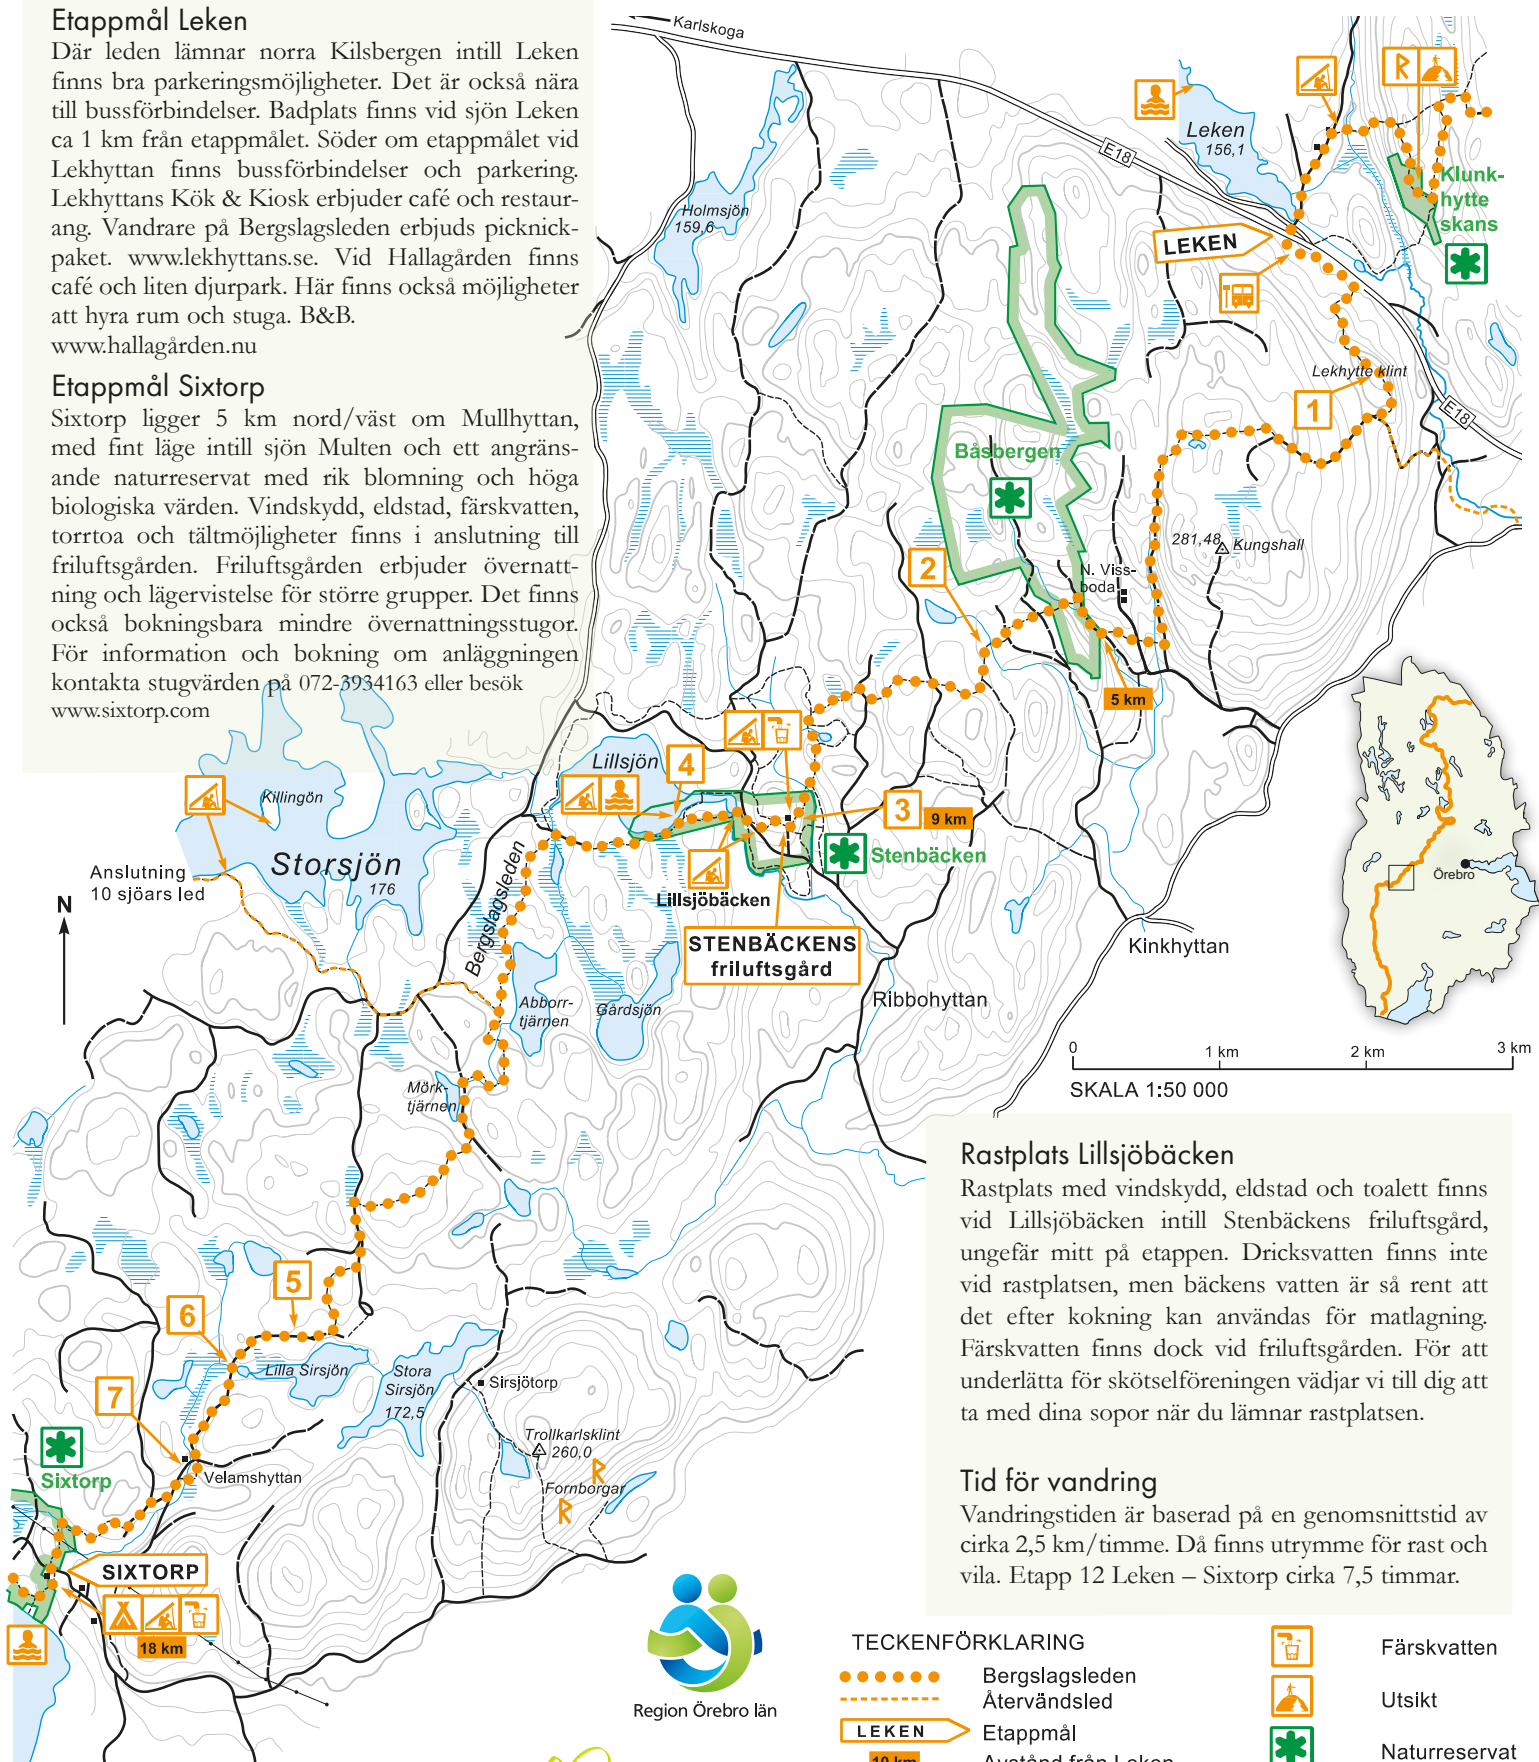 Etappmål Leken
Där leden lämnar norra Kilsbergen intill Leken
finns bra parkeringsmöjligheter. Det är också nära
till bussförbindelser. Badplats finns vid sjön Leken
ca 1 km från etappmålet. Söder om etappmålet vid
Lekhyttan finns bussförbindelser och parkering.
Lekhyttans Kök & Kiosk erbjuder café och restaur-
ang. Vandrare på Bergslagsleden erbjuds picknick-
paket. www.lekhyttans.se. Vid Hallagården finns
café och liten djurpark. Här finns också möjligheter
att hyra rum och stuga. B&B.
www.hallagården.nu
Etappmål Sixtorp
Sixtorp ligger 5 km nord/väst om Mullhyttan,
med fint läge intill sjön Multen och ett angräns-
ande naturreservat med rik blomning och höga
biologiska värden. Vindskydd, eldstad, färskvatten,
torrtoa och tältmöjligheter finns i anslutning till
friluftsgården. Friluftsgården erbjuder övernatt-
ning och lägervistelse för större grupper. Det finns
också bokningsbara mindre övernattningsstugor.
För information och bokning om anläggningen
kontakta stugvärden på 072-3934163 eller besök
www.sixtorp.com
Karlskoga
E18
Leken
156,1
R
Klunk-
hytte
skans
Holmsjön
159,6
LEKEN
Lekhytte klint
1
E18
Båsbergen
281,48
Kungshall
2
N. Viss-
boda
5 km
Lillsjön
4
3
9 km
Stenbäcken
Killingön
Storsjön
176
Anslutning
10 sjöars led
N
Bergslagsleden
Lillsjöbäcken
STENBÄCKENS
friluftsgård
Örebro
Kinkhyttan
Ribbohyttan
Abborr-
tjärnen
Gårdsjön
0
1 km
2 km
3 km
SKALA 1:50 000
Mörk-
tjärnen
Rastplats Lillsjöbäcken
Rastplats med vindskydd, eldstad och toalett finns
vid Lillsjöbäcken intill Stenbäckens friluftsgård,
ungefär mitt på etappen. Dricksvatten finns inte
vid rastplatsen, men bäckens vatten är så rent att
det efter kokning kan användas för matlagning.
Färskvatten finns dock vid friluftsgården. För att
underlätta för skötselföreningen vädjar vi till dig att
ta med dina sopor när du lämnar rastplatsen.
Tid för vandring
Vandringstiden är baserad på en genomsnittstid av
cirka 2,5 km/timme. Då finns utrymme för rast och
vila. Etapp 12 Leken – Sixtorp cirka 7,5 timmar.
5
6
Lilla Sirsjön
Stora
Sirsjön
172,5
Sirsjötorp
7
Trollkarlsklint
260,0
R
Fornborgar
R
Sixtorp
Velamshyttan
SIXTORP
18 km
Region Örebro län
TECKENFÖRKLARING
Bergslagsleden
Återvändsled
LEKEN Etappmål
10 km Avstånd från Leken
Färskvatten
Utsikt
Naturreservat